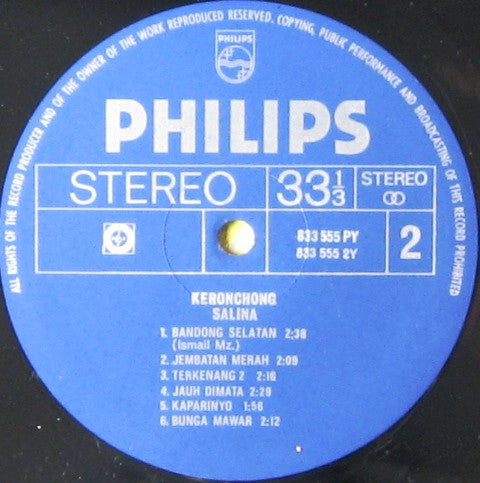 ALL RIGHTS OF THE RECORD PRODUCER AND OF THE OWNER OF THE WORK REPRODUCED RESERVED. COPYING, PUBLIC PERFORMANCE AND BROADCASTING OF THIS RECORD PROHIBITED
PHILIPS
PHILIPS
STEREO 33 1/3 STEREO
833 555 PY 2
833 555 2Y
KERONCHONG
SALINA
1. BANDONG SELATAN 2:38
(Ismail Mz.)
2. JEMBATAN MERAH 2:09
3. TERKENANG 2 2:16
4. JAUH DIMATA 2:29
5. KAPARINYO 1:56
6. BUNGA MAWAR 2:12